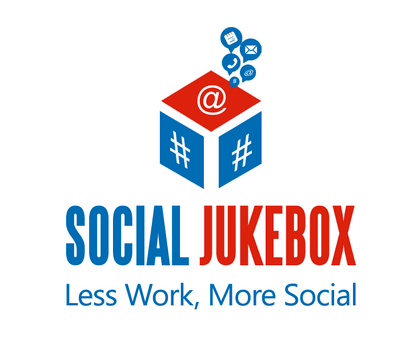 @
@
#
# #
SOCIAL JUKEBOX
Less Work, More Social